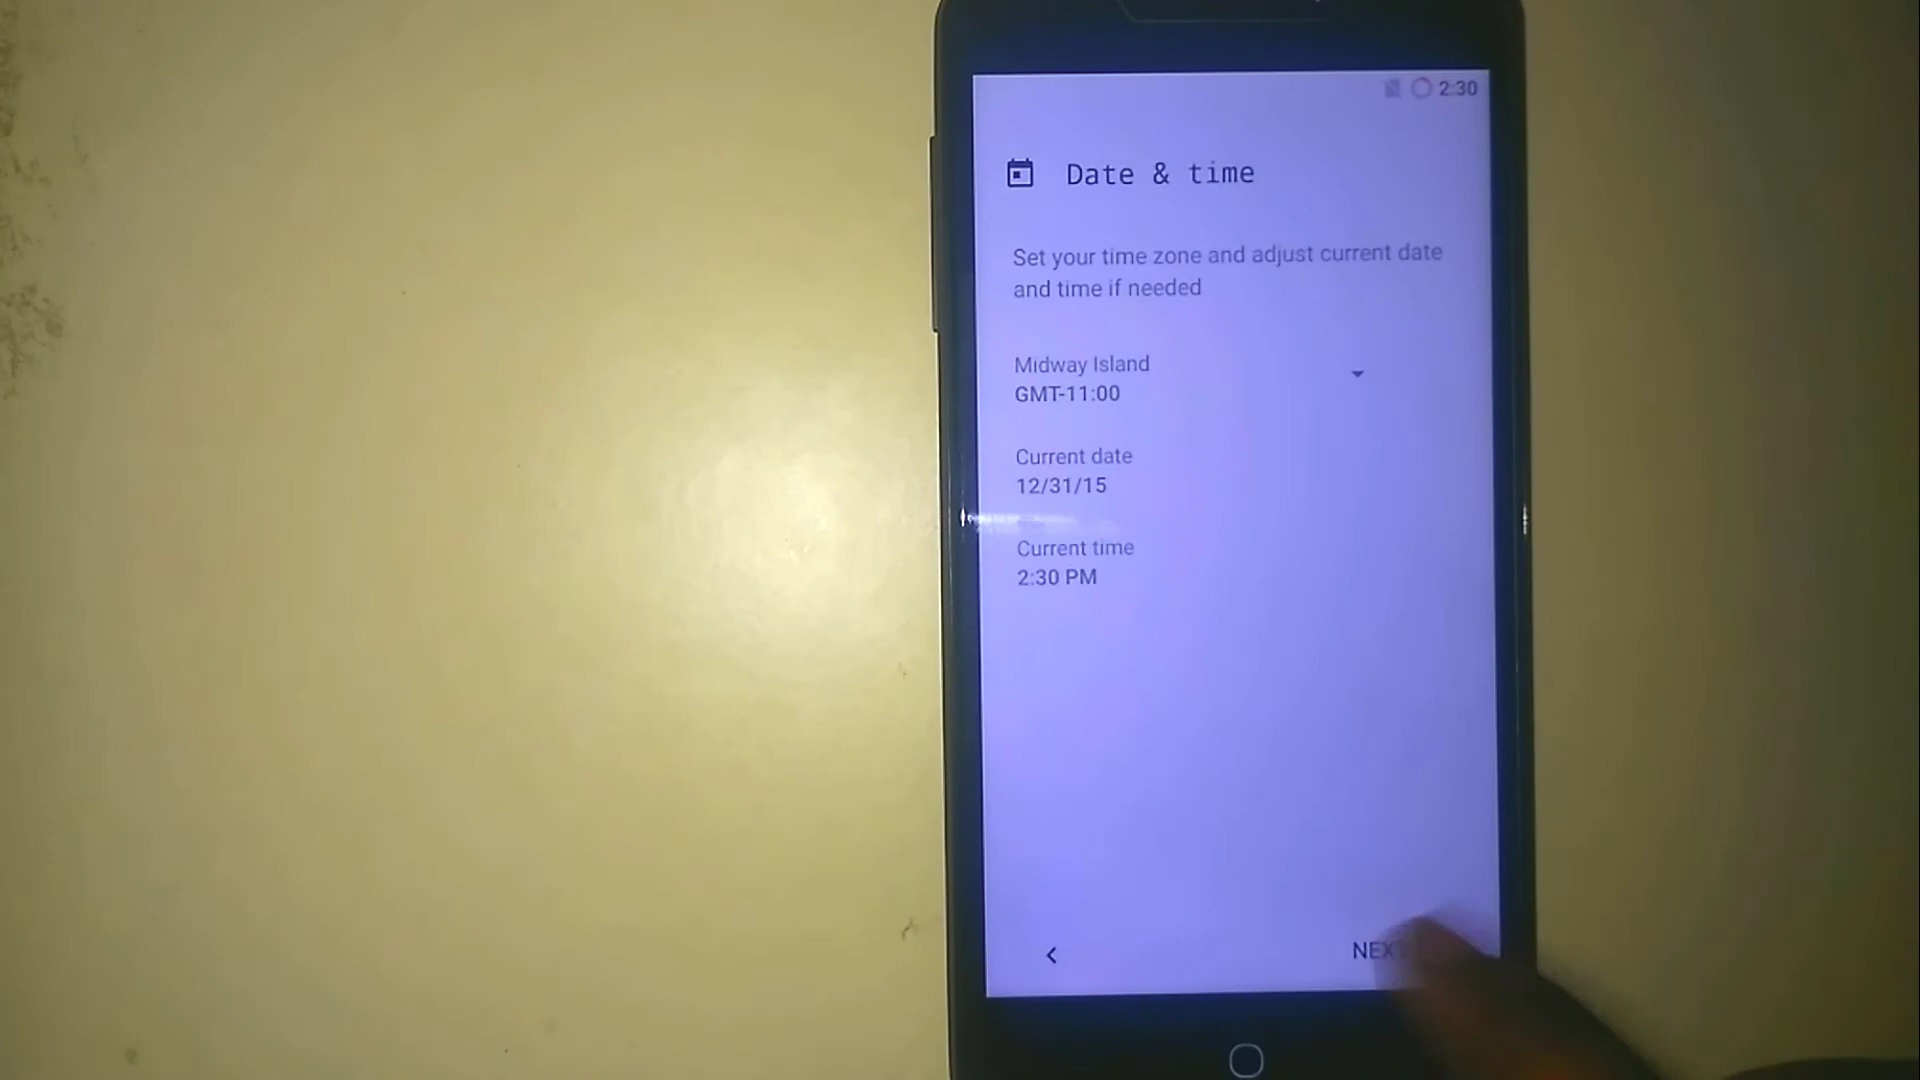 2:30
Date & time
Set your time zone and adjust current date
and time if needed
Midway Island
GMT-11:00
Current date
12/31/15
Current time
2:30 PM
NEX